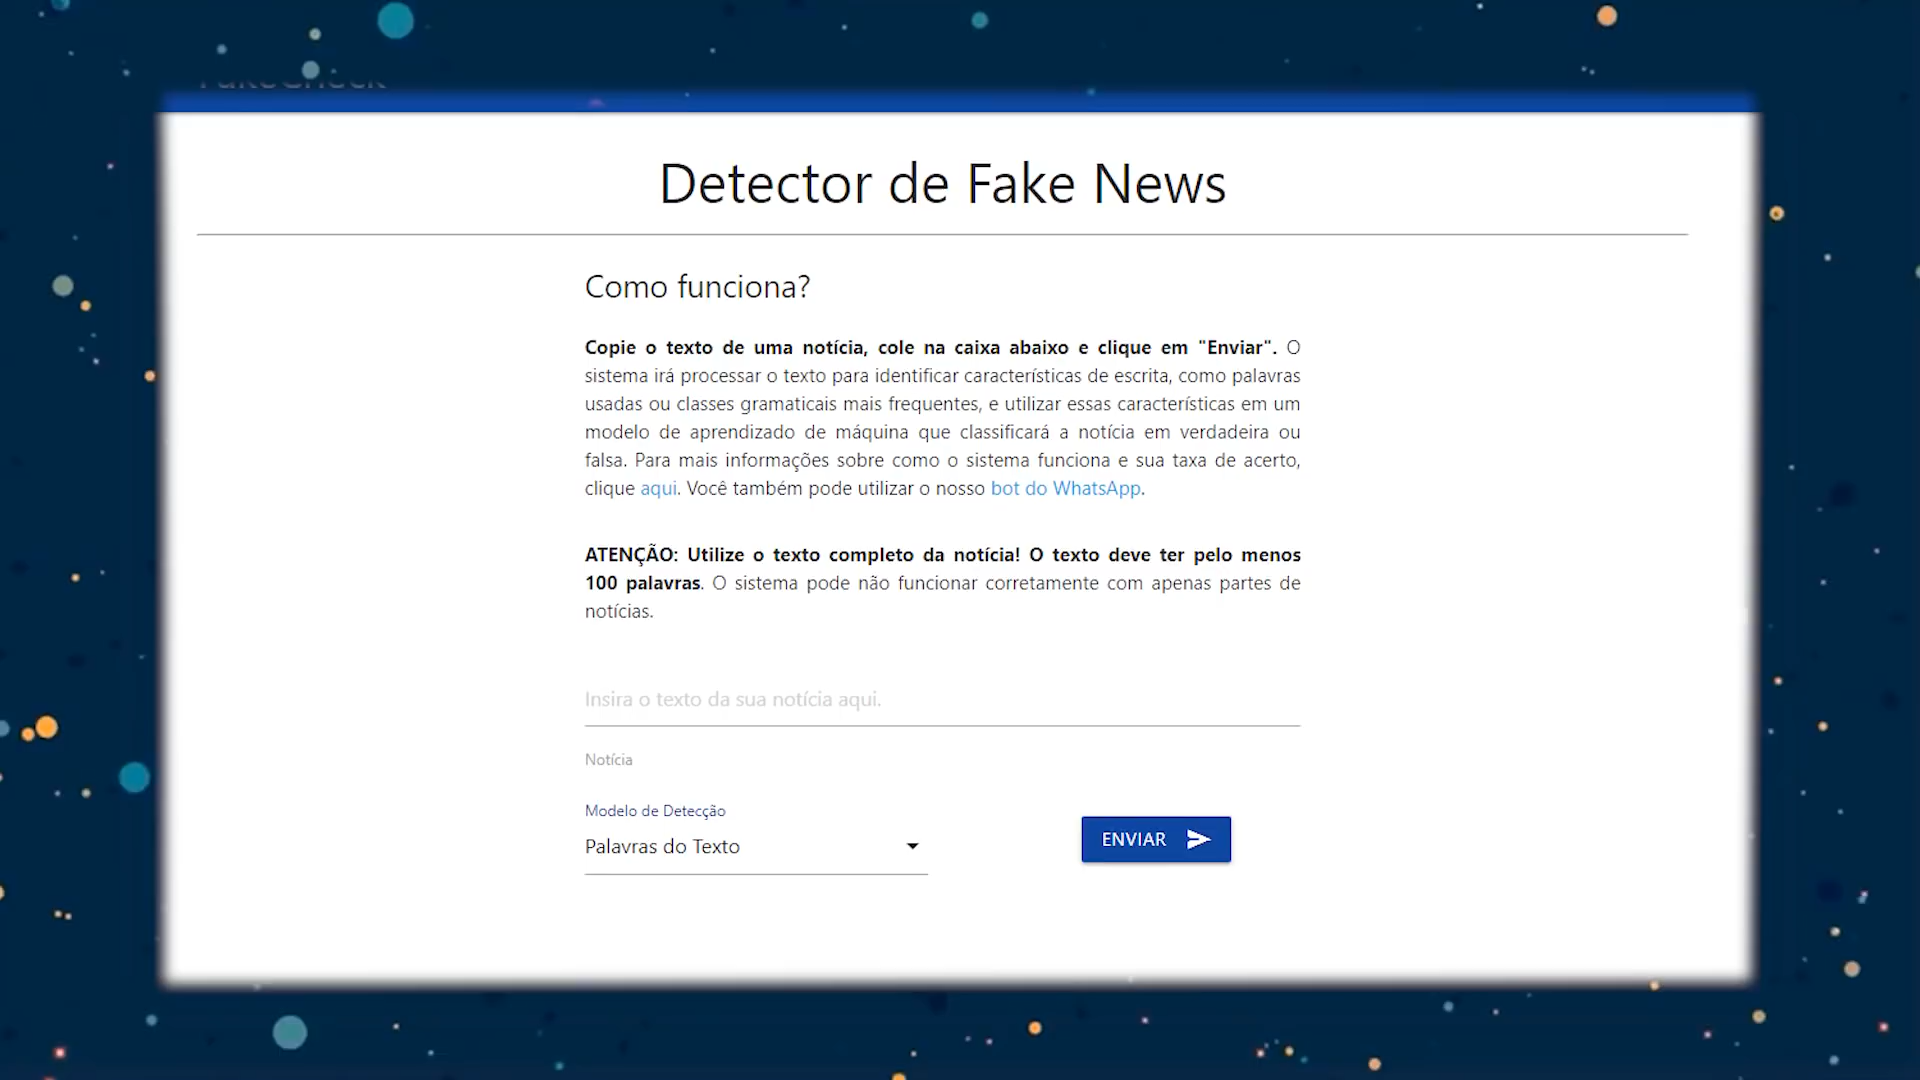 Detector de Fake News
Como funciona?
Copie o texto de uma notícia, cole na caixa abaixo e clique em "Enviar". O
sistema irá processar o texto para identificar características de escrita, como palavras
usadas ou classes gramaticais mais frequentes, e utilizar essas características em um
modelo de aprendizado de máquina que classificará a notícia em verdadeira ou
falsa. Para mais informações sobre como o sistema funciona e sua taxa de acerto,
clique aqui. Você também pode utilizar o nosso bot do WhatsApp.
ATENÇÃO: Utilize o texto completo da notícia! O texto deve ter pelo menos
100 palavras. O sistema pode não funcionar corretamente com apenas partes de
notícias.
Insira o texto da sua notícia aqui.
Notícia
Modelo de Detecção
Palavras do Texto
ENVIAR